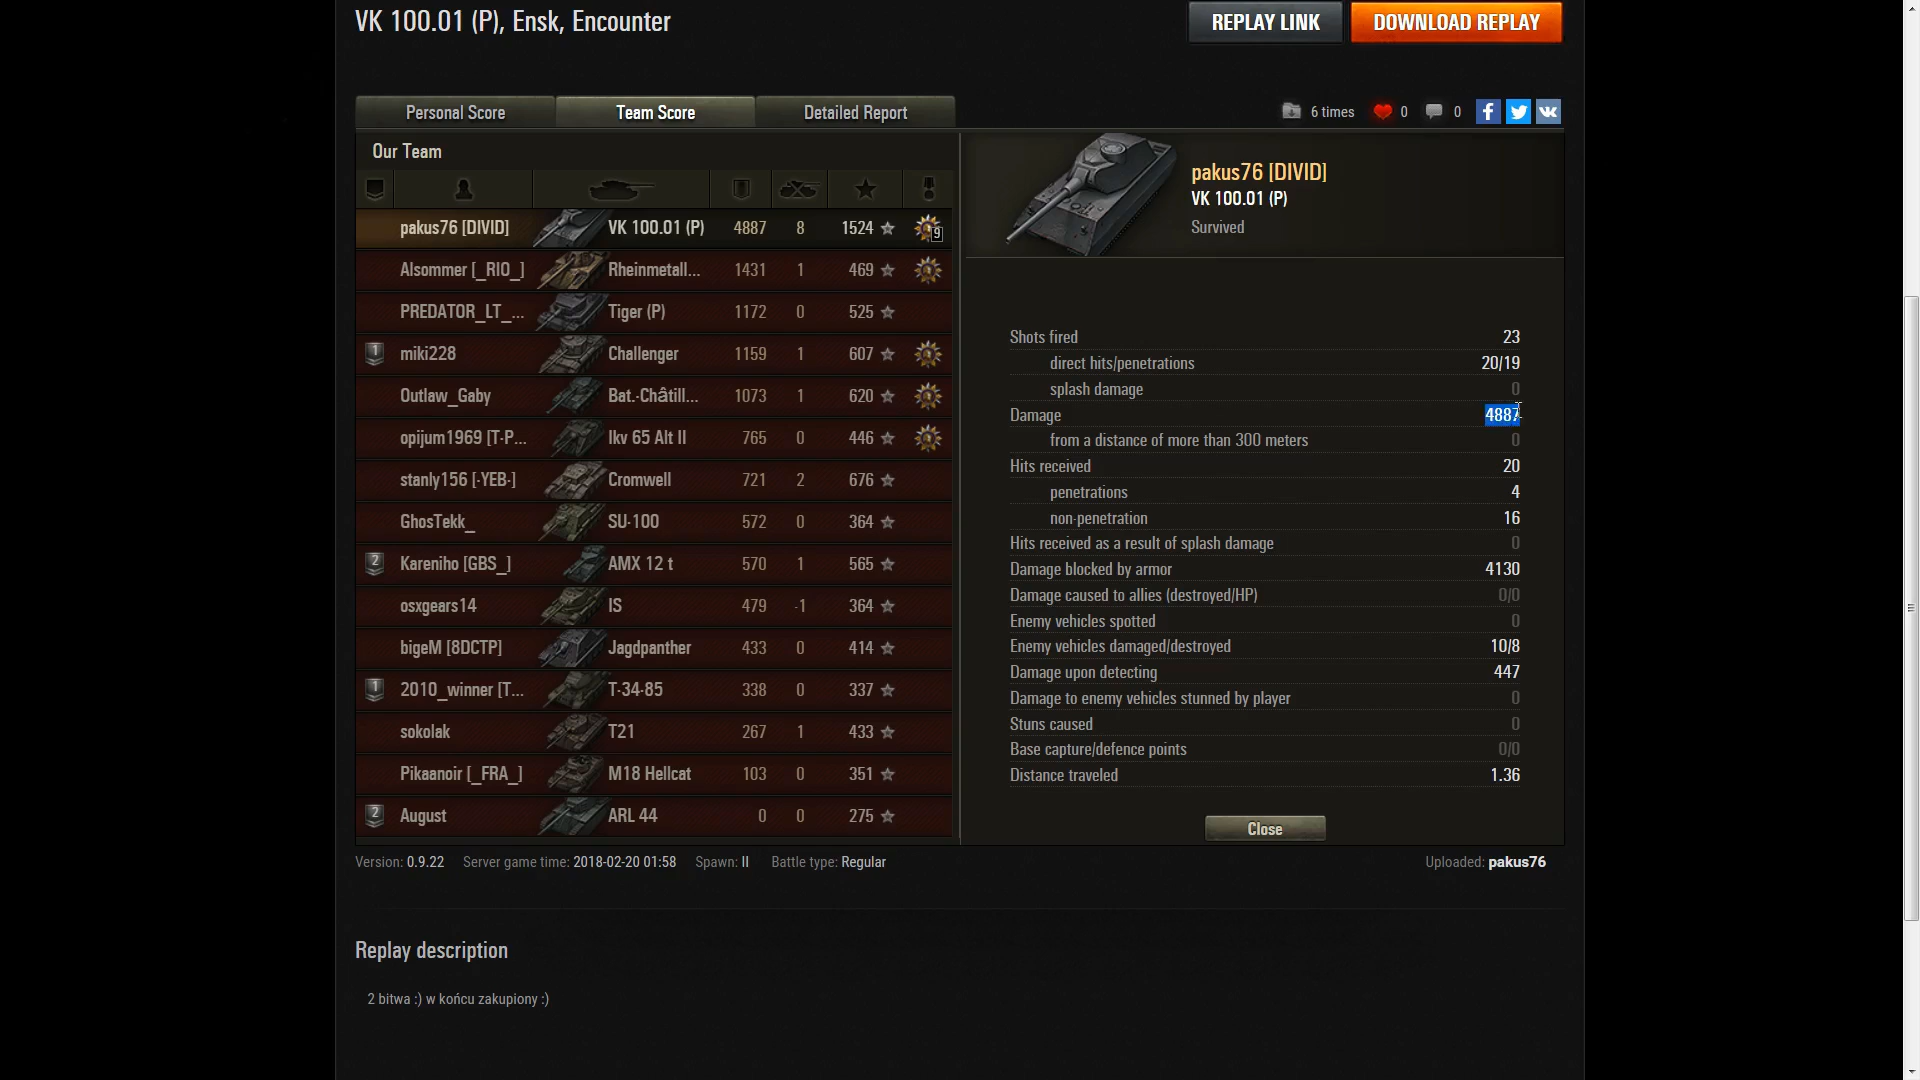 VK 100.01 (P), Ensk, Encounter
REPLAY LINK
DOWNLOAD REPLAY
Personal Score
Team Score
Detailed Report
6 times
0
0
Our Team
pakus76 [DIVID] VK 100.01 (P) 4887 8 1524 9
Alsommer [_RIO_] Rheinmetall... 1431 1 469
PREDATOR_LT_... Tiger (P) 1172 0 525
1 miki228 Challenger 1159 1 607
Outlaw_Gaby Bat.-Châtill... 1073 1 620
opijum1969 [T-P... Ikv 65 Alt II 765 0 446
stanly156 [-YEB-] Cromwell 721 2 676
GhosTekk_ SU-100 572 0 364
2 Kareniho [GBS_] AMX 12 t 570 1 565
osxgears14 IS 479 -1 364
bigeM [8DCTP] Jagdpanther 433 0 414
1 2010_winner [T... T-34-85 338 0 337
sokolak T21 267 1 433
Pikaanoir [_FRA_] M18 Hellcat 103 0 351
2 August ARL 44 0 0 275
pakus76 [DIVID]
VK 100.01 (P)
Survived
Shots fired 23
direct hits/penetrations 20/19
splash damage 0
Damage 4887
from a distance of more than 300 meters 0
Hits received 20
penetrations 4
non-penetration 16
Hits received as a result of splash damage 0
Damage blocked by armor 4130
Damage caused to allies (destroyed/HP) 0/0
Enemy vehicles spotted 0
Enemy vehicles damaged/destroyed 10/8
Damage upon detecting 447
Damage to enemy vehicles stunned by player 0
Stuns caused 0
Base capture/defence points 0/0
Distance traveled 1.36
Close
Version: 0.9.22 Server game time: 2018-02-20 01:58 Spawn: II Battle type: Regular
Uploaded: pakus76
Replay description
2 bitwa :) w końcu zakupiony :)